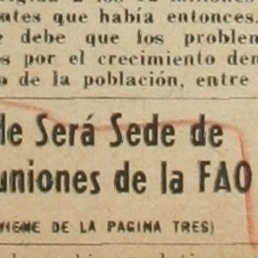 ates que había entonces.
debe que los problem
s por el crecimiento de
o de la población, entre
le Será Sede de
uniones de la FAO
VIENE DE LA PAGINA TRES)